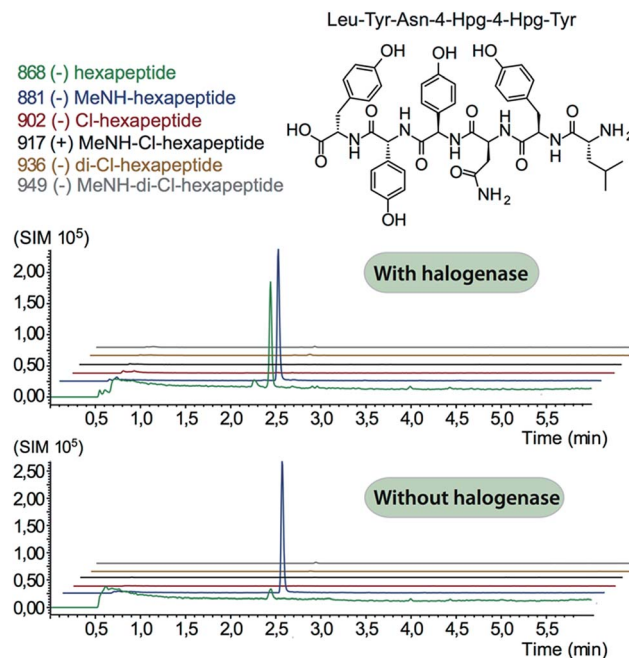 Leu-Tyr-Asn-4-Hpg-4-Hpg-Tyr
868 (-) hexapeptide
881 (-) MeNH-hexapeptide
902 (-) Cl-hexapeptide
917 (+) MeNH-Cl-hexapeptide
936 (-) di-Cl-hexapeptide
949 (-) MeNH-di-Cl-hexapeptide
OH
OH
HO
HO
O
N
H
O
H
N
O
N
H
O
H
N
O
N
H
O
NH₂
O
NH₂
OH
(SIM 10⁵)
With halogenase
2,00
1,50
1,00
0,50
0,00
0,5 1,0 1,5 2,0 2,5 3,0 3,5 4,0 4,5 5,0 5,5
Time (min)
(SIM 10⁵)
Without halogenase
2,50
2,00
1,50
1,00
0,50
0,00
0,5 1,0 1,5 2,0 2,5 3,0 3,5 4,0 4,5 5,0 5,5
Time (min)